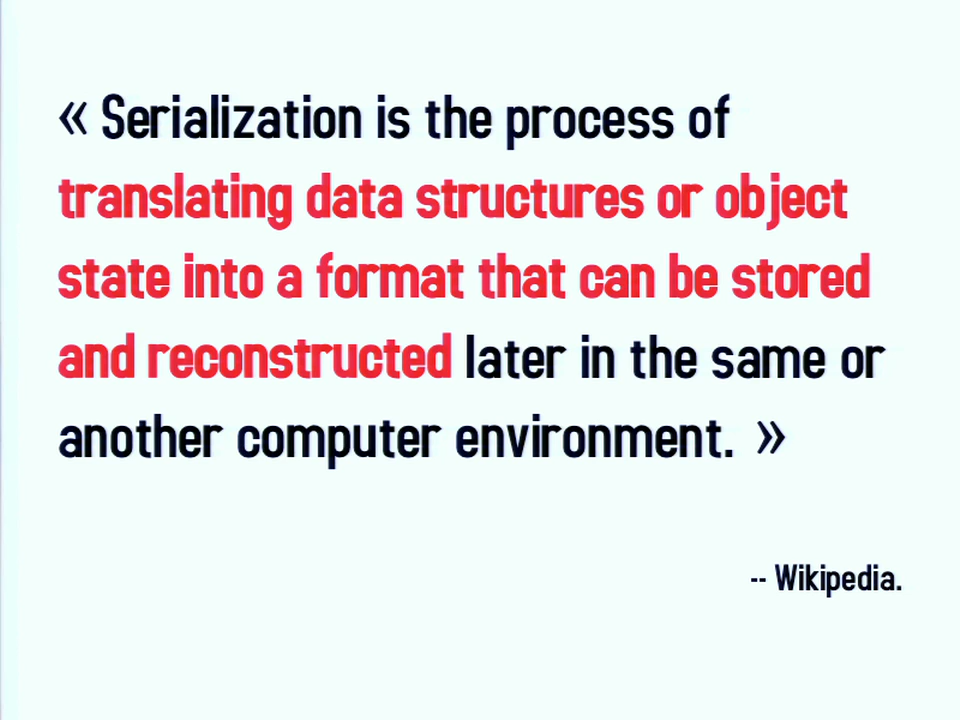 « Serialization is the process of
translating data structures or object
state into a format that can be stored
and reconstructed later in the same or
another computer environment. »
-- Wikipedia.